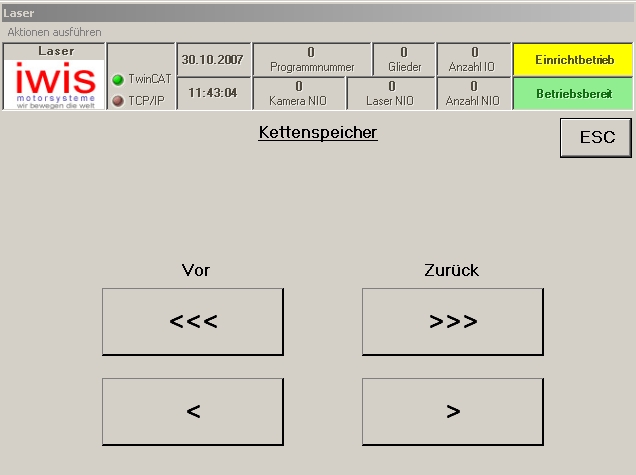 Laser
Aktionen ausführen
Laser
iwis
motorsysteme
wir bewegen die welt
TwinCAT
TCP/IP
30.10.2007
11:43:04
0
Programmnummer
0
Glieder
0
Anzahl IO
0
Kamera NIO
0
Laser NIO
0
Anzahl NIO
Einrichtbetrieb
Betriebsbereit
Kettenspeicher
ESC
Vor
Zurück
<<<
>>>
<
>